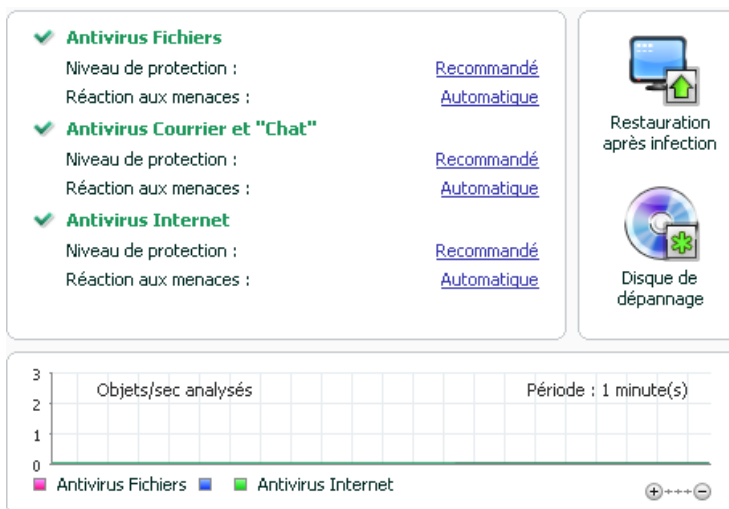 Antivirus Fichiers
Niveau de protection : Recommandé
Réaction aux menaces : Automatique
Antivirus Courrier et "Chat"
Niveau de protection : Recommandé
Réaction aux menaces : Automatique
Antivirus Internet
Niveau de protection : Recommandé
Réaction aux menaces : Automatique
Restauration
après infection
Disque de
dépannage
Objets/sec analysés Période : 1 minute(s)
3
2
1
0
Antivirus Fichiers Antivirus Internet